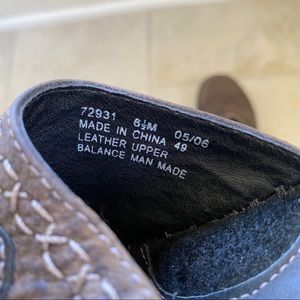 72931 8½M 05/06
MADE IN CHINA 49
LEATHER UPPER
BALANCE MAN MADE